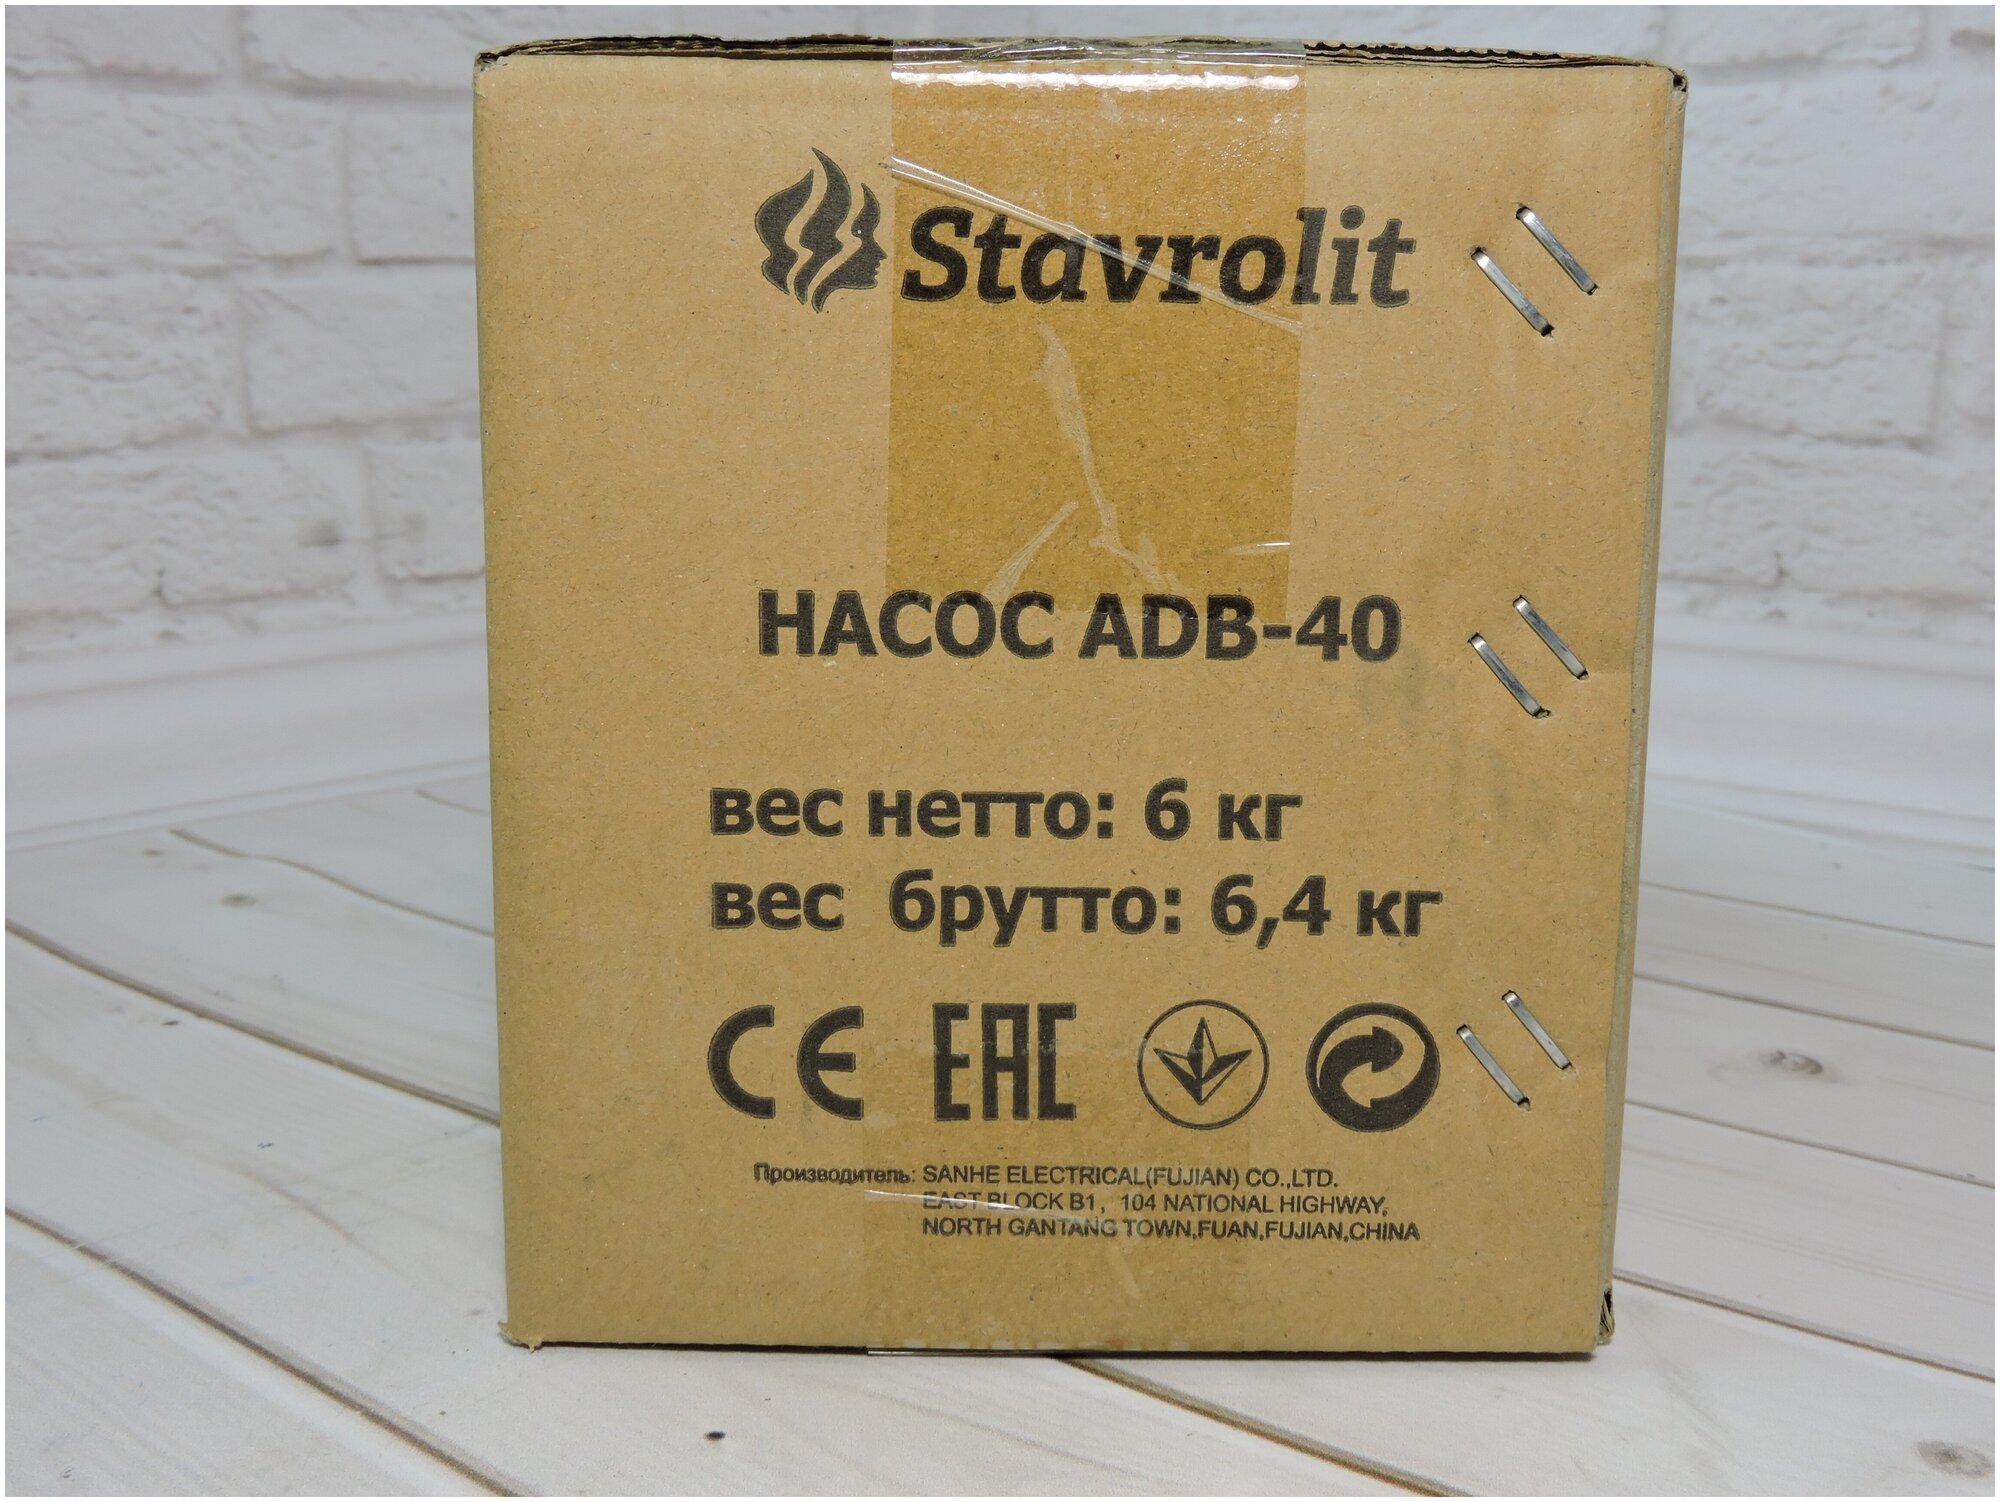 Stavrolit
НАСОС ADB-40
вес нетто: 6 кг
вес брутто: 6,4 кг
CE EAC
Производитель: SANHE ELECTRICAL(FUJIAN) CO.,LTD.
EAST BLOCK B1, 104 NATIONAL HIGHWAY,
NORTH GANTANG TOWN,FUAN,FUJIAN,CHINA